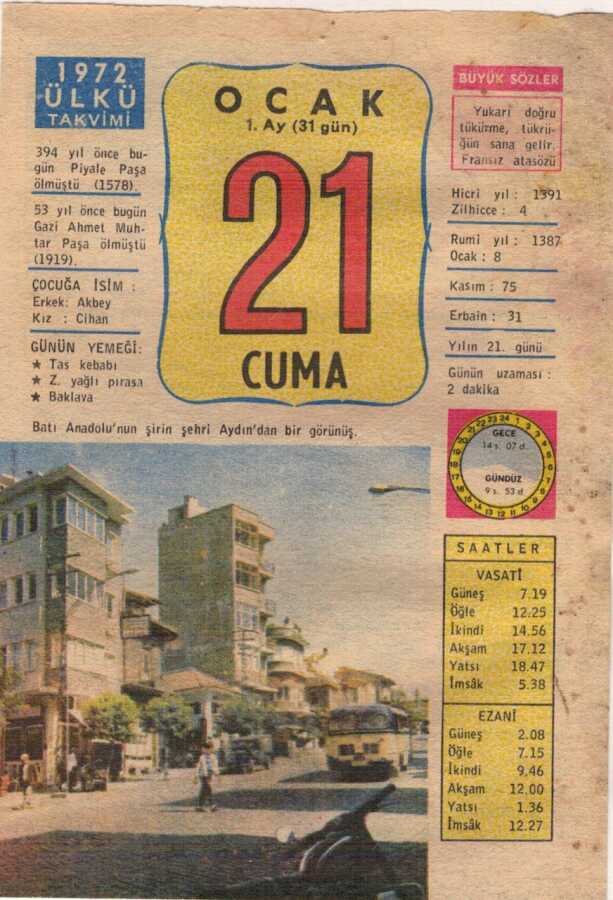 1972
ÜLKÜ
TAKVİMİ
394 yıl önce bu-
gün Piyale Paşa
ölmüştü (1578).
53 yıl önce bugün
Gazi Ahmet Muh-
tar Paşa ölmüştü
(1919).
ÇOCUĞA İSİM :
Erkek: Akbey
Kız : Cihan
GÜNÜN YEMEĞİ:
★ Tas kebabı
★ Z. yağlı pırasa
★ Baklava
OCAK
1. Ay (31 gün)
21
CUMA
BÜYÜK SÖZLER
Yukarı doğru
tükürme, tükrü-
ğün sana gelir.
Fransız atasözü
Hicri yıl : 1391
Zilhicce : 4
Rumi yıl : 1387
Ocak : 8
Kasım : 75
Erbain : 31
Yılın 21. günü
Günün uzaması :
2 dakika
Batı Anadolu'nun şirin şehri Aydın'dan bir görünüş.
GECE
14 s. 07 d.
GÜNDÜZ
9 s. 53 d
SAATLER
VASATİ
Güneş 7.19
Öğle 12.25
İkindi 14.56
Akşam 17.12
Yatsı 18.47
İmsâk 5.38
EZANİ
Güneş 2.08
Öğle 7.15
İkindi 9.46
Akşam 12.00
Yatsı 1.36
İmsâk 12.27